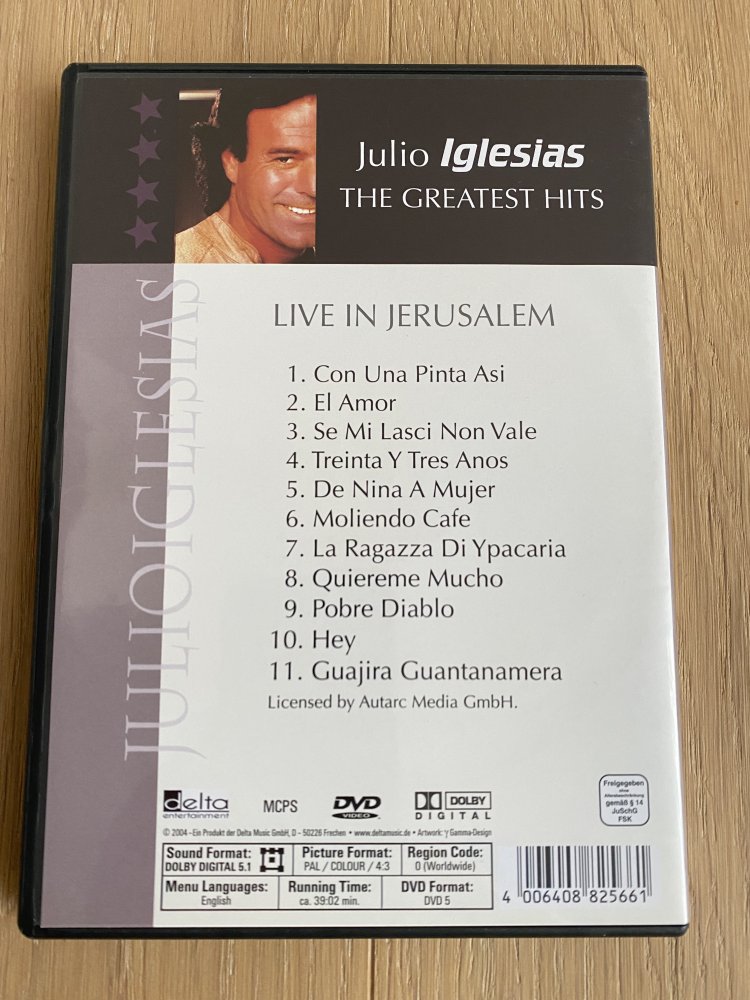 Julio Iglesias
THE GREATEST HITS
JULIOIGLESIAS
LIVE IN JERUSALEM
1. Con Una Pinta Asi
2. El Amor
3. Se Mi Lasci Non Vale
4. Treinta Y Tres Anos
5. De Nina A Mujer
6. Moliendo Cafe
7. La Ragazza Di Ypacaria
8. Quiereme Mucho
9. Pobre Diablo
10. Hey
11. Guajira Guantanamera
Licensed by Autarc Media GmbH.
delta
entertainment
MCPS
DVD
VIDEO
DOLBY
DIGITAL
Freigegeben
ohne
Altersbeschränkung
gemäß § 14
JuSchG
FSK
© 2004 - Ein Produkt der Delta Music GmbH, D - 50226 Frechen • www.deltamusic.de • Artwork: γ Gamma-Design
Sound Format:
DOLBY DIGITAL 5.1
Picture Format:
PAL / COLOUR / 4:3
Region Code:
0 (Worldwide)
Menu Languages:
English
Running Time:
ca. 39:02 min.
DVD Format:
DVD 5
4 006408 825661